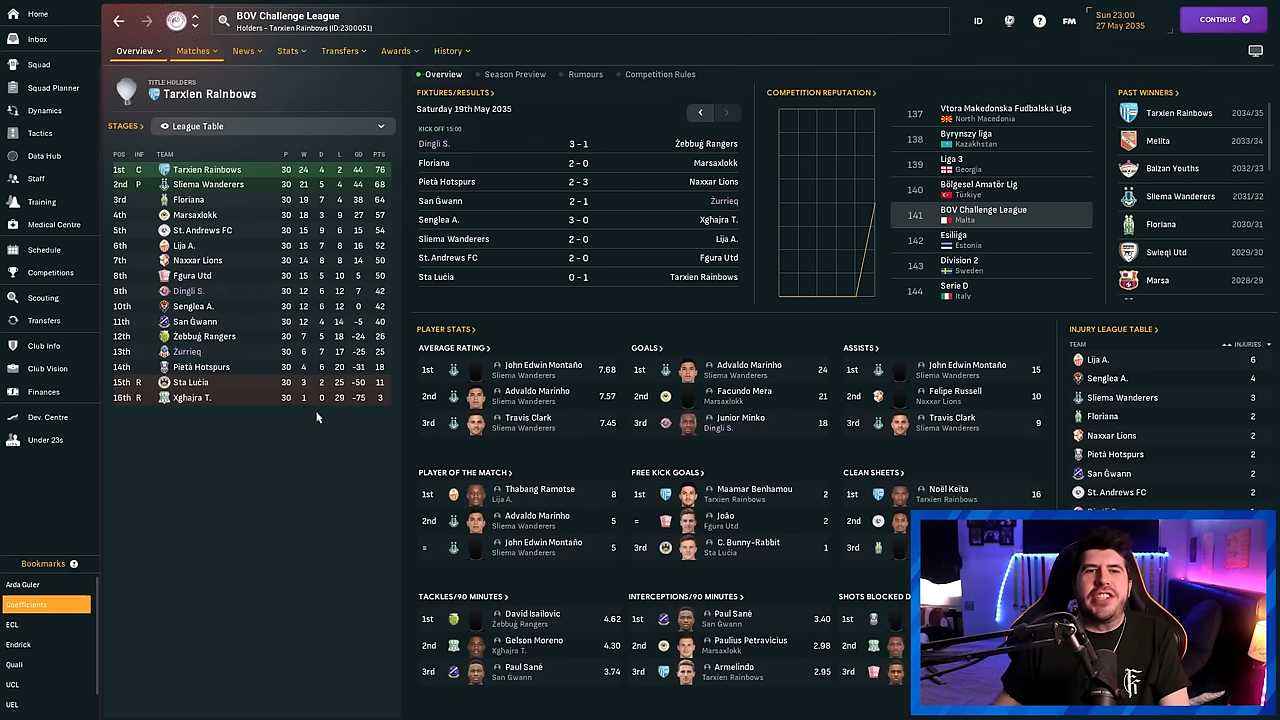 Home
Inbox
Squad
Squad Planner
Dynamics
Tactics
Data Hub
Staff
Training
Medical Centre
Schedule
Competitions
Scouting
Transfers
Club Info
Club Vision
Finances
Dev. Centre
Under 23s
Bookmarks ?
Arda Guler
Coefficients
ECL
Endrick
Quali
UCL
UEL
BOV Challenge League
Holders - Tarxien Rainbows (ID:2300051)
ID ? FM
Sun 23:00
27 May 2035
CONTINUE
Overview Matches News Stats Transfers Awards History
TITLE HOLDERS
Tarxien Rainbows
STAGES > League Table
POS INF TEAM P W D L GD PTS
1st C Tarxien Rainbows 30 24 4 2 44 76
2nd P Sliema Wanderers 30 21 5 4 44 68
3rd Floriana 30 19 7 4 38 64
4th Marsaxlokk 30 18 3 9 27 57
5th St. Andrews FC 30 15 9 6 15 54
6th Lija A. 30 15 7 8 16 52
7th Naxxar Lions 30 14 8 8 14 50
8th Fgura Utd 30 15 5 10 5 50
9th Dingli S. 30 12 6 12 7 42
10th Senglea A. 30 12 6 12 0 42
11th San Ġwann 30 12 4 14 -5 40
12th Żebbuġ Rangers 30 7 5 18 -24 26
13th Żurrieq 30 6 7 17 -25 25
14th Pietà Hotspurs 30 4 6 20 -31 18
15th R Sta Luċia 30 3 2 25 -50 11
16th R Xghajra T. 30 1 0 29 -75 3
Overview Season Preview Rumours Competition Rules
FIXTURES/RESULTS >
Saturday 19th May 2035
KICK OFF 15:00
Dingli S. 3 - 1 Żebbuġ Rangers
Floriana 2 - 0 Marsaxlokk
Pietà Hotspurs 2 - 3 Naxxar Lions
San Ġwann 2 - 1 Żurrieq
Senglea A. 3 - 0 Xghajra T.
Sliema Wanderers 2 - 0 Lija A.
St. Andrews FC 2 - 0 Fgura Utd
Sta Luċia 0 - 1 Tarxien Rainbows
COMPETITION REPUTATION >
137 Vtora Makedonska Fudbalska Liga
North Macedonia
138 Byrynszy liga
Kazakhstan
139 Liga 3
Georgia
140 Bölgesel Amatör Lig
Türkiye
141 BOV Challenge League
Malta
142 Esiliiga
Estonia
143 Division 2
Sweden
144 Serie D
Italy
PAST WINNERS >
Tarxien Rainbows 2034/35
Melita 2033/34
Balzan Youths 2032/33
Sliema Wanderers 2031/32
Floriana 2030/31
Swieqi Utd 2029/30
Marsa 2028/29
PLAYER STATS >
AVERAGE RATING >
1st John Edwin Montaño 7.68
Sliema Wanderers
2nd Advaldo Marinho 7.57
Sliema Wanderers
3rd Travis Clark 7.45
Sliema Wanderers
GOALS >
1st Advaldo Marinho 24
Sliema Wanderers
2nd Facundo Mera 21
Marsaxlokk
3rd Junior Minko 18
Dingli S.
ASSISTS >
1st John Edwin Montaño 15
Sliema Wanderers
2nd Felipe Russell 10
Naxxar Lions
3rd Travis Clark 9
Sliema Wanderers
PLAYER OF THE MATCH >
1st Thabang Ramotse 8
Lija A.
2nd Advaldo Marinho 5
Sliema Wanderers
= John Edwin Montaño 5
Sliema Wanderers
FREE KICK GOALS >
1st Maamar Benhamou 2
Tarxien Rainbows
= João 2
Fgura Utd
3rd C. Bunny-Rabbit 1
Sta Luċia
CLEAN SHEETS >
1st Noël Keïta 16
Tarxien Rainbows
2nd
3rd
TACKLES/90 MINUTES >
1st David Isailovic 4.62
Żebbuġ Rangers
2nd Gelson Moreno 4.30
Xghajra T.
3rd Paul Sané 3.74
San Ġwann
INTERCEPTIONS/90 MINUTES >
1st Paul Sané 3.40
San Ġwann
2nd Paulius Petravicius 2.98
Marsaxlokk
3rd Armelindo 2.95
Tarxien Rainbows
SHOTS BLOCKED
1st
2nd
3rd
INJURY LEAGUE TABLE >
TEAM INJURIES
Lija A. 6
Senglea A. 4
Sliema Wanderers 3
Floriana 2
Naxxar Lions 2
Pietà Hotspurs 2
San Ġwann 2
St. Andrews FC 2